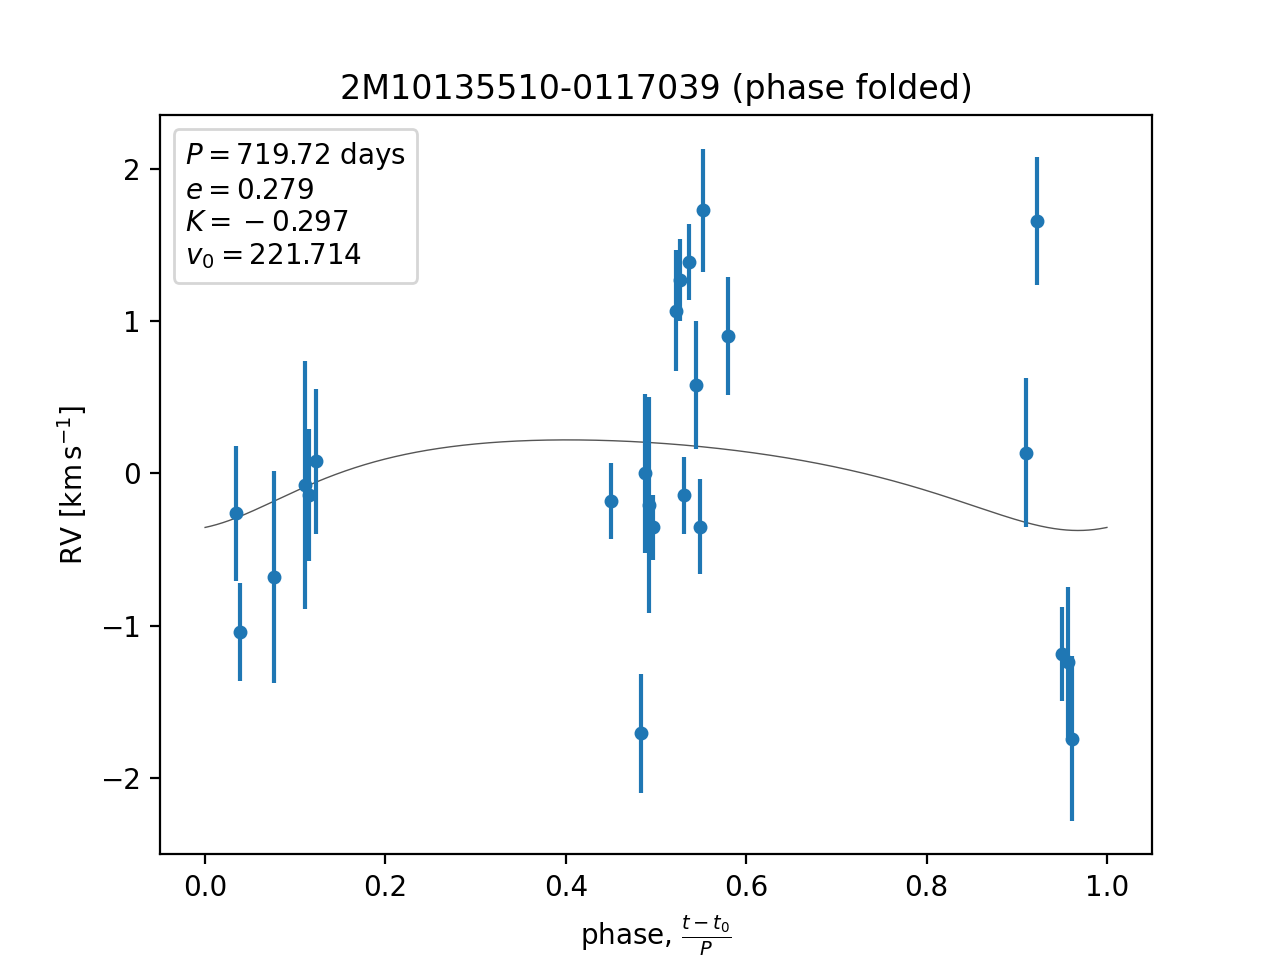 2M10135510-0117039 (phase folded)
P = 719.72 days
e = 0.279
K = −0.297
v₀ = 221.714
2
1
0
−1
−2
RV [km s⁻¹]
0.0 0.2 0.4 0.6 0.8 1.0
phase, (t − t₀)/P